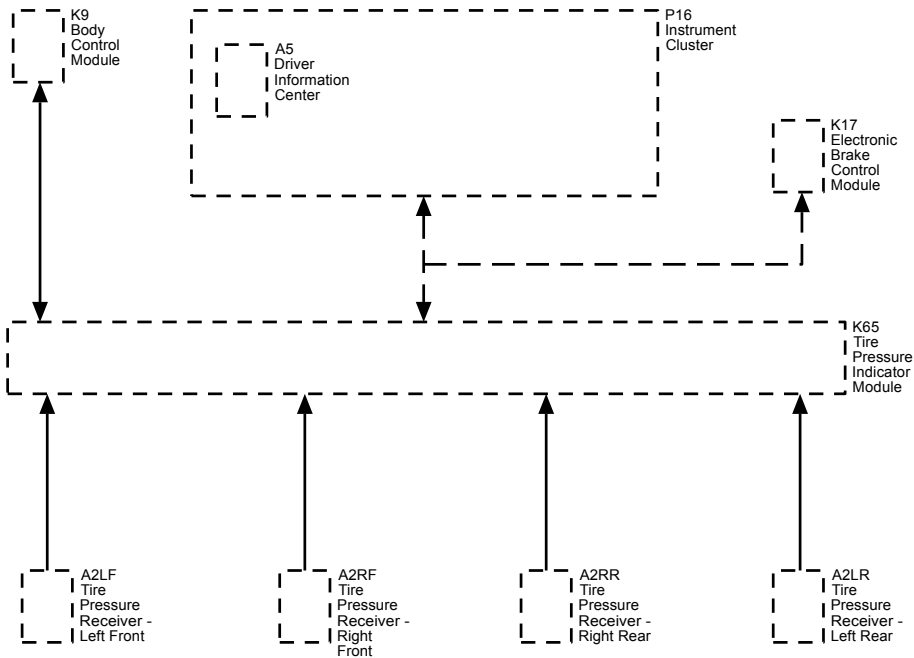 K9
Body
Control
Module
P16
Instrument
Cluster
A5
Driver
Information
Center
K17
Electronic
Brake
Control
Module
K65
Tire
Pressure
Indicator
Module
A2LF
Tire
Pressure
Receiver -
Left Front
A2RF
Tire
Pressure
Receiver -
Right
Front
A2RR
Tire
Pressure
Receiver -
Right Rear
A2LR
Tire
Pressure
Receiver -
Left Rear